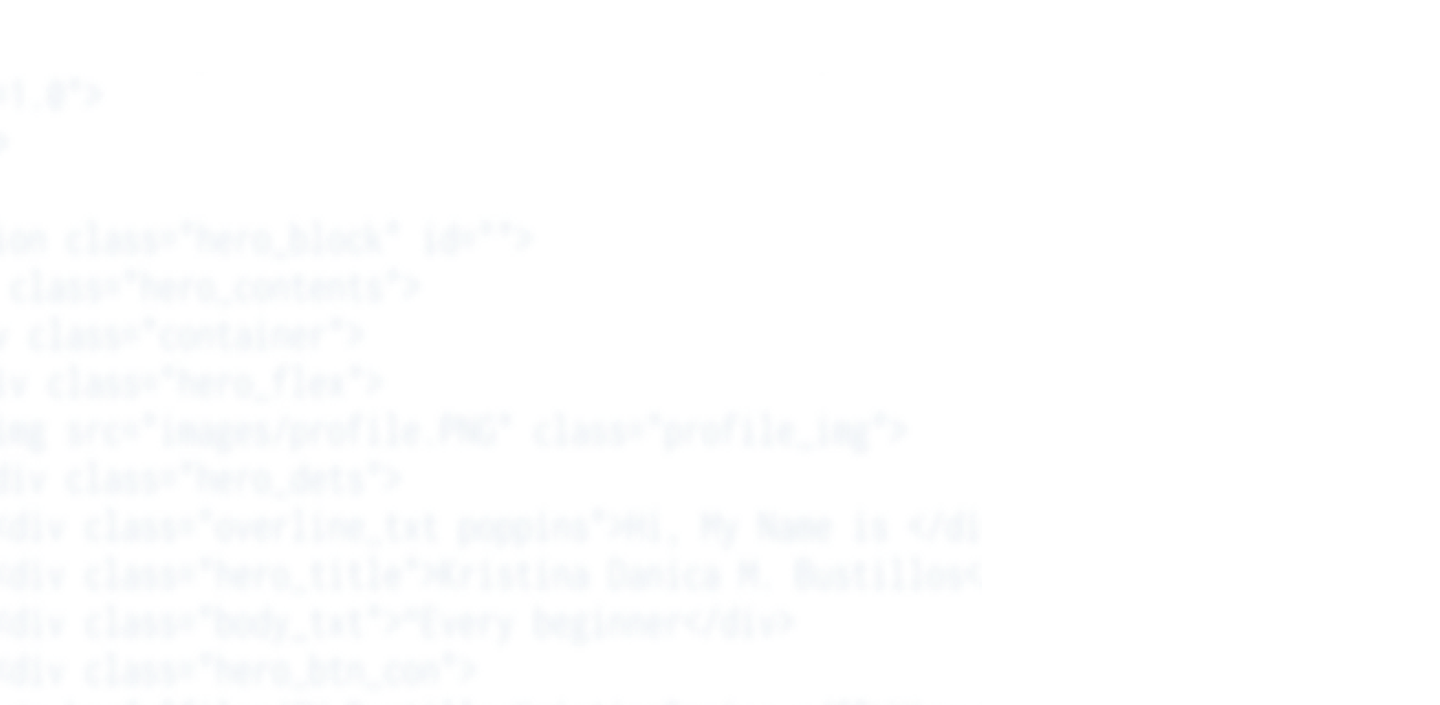 =1.0">
>
ion class="hero_block" id="">
class="hero_contents">
v class="container">
iv class="hero_flex">
img src="images/profile.PNG" class="profile_img">
div class="hero_dets">
<div class="overline_txt poppins">Hi, My Name is </di
<div class="hero_title">Kristina Danica M. Bustillos<
<div class="body_txt">"Every beginner</div>
<div class="hero_btn_con">